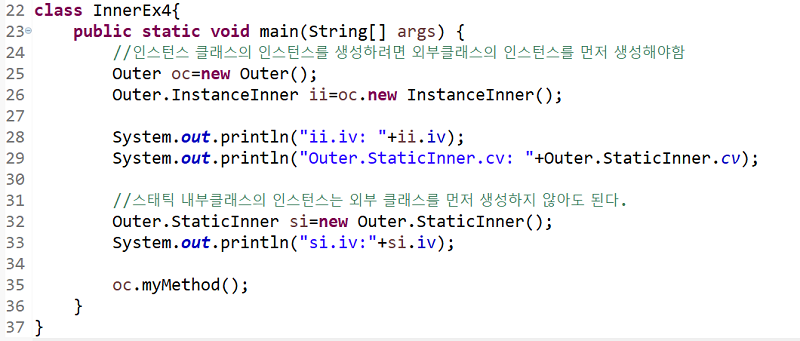 22 class InnerEx4{
23 public static void main(String[] args) {
24 //인스턴스 클래스의 인스턴스를 생성하려면 외부클래스의 인스턴스를 먼저 생성해야함
25 Outer oc=new Outer();
26 Outer.InstanceInner ii=oc.new InstanceInner();
27
28 System.out.println("ii.iv: "+ii.iv);
29 System.out.println("Outer.StaticInner.cv: "+Outer.StaticInner.cv);
30
31 //스태틱 내부클래스의 인스턴스는 외부 클래스를 먼저 생성하지 않아도 된다.
32 Outer.StaticInner si=new Outer.StaticInner();
33 System.out.println("si.iv:"+si.iv);
34
35 oc.myMethod();
36 }
37 }